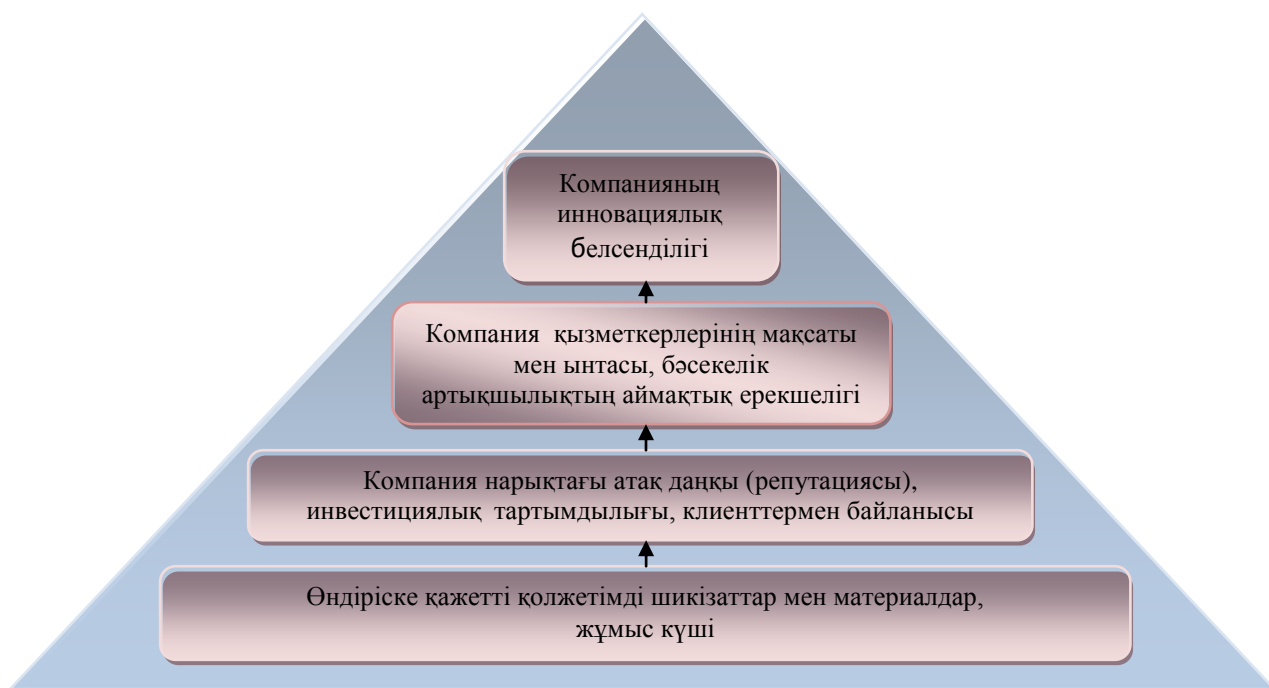 Компанияның
инновациялық
белсенділігі
Компания қызметкерлерінің мақсаты
мен ынтасы, бәсекелік
артықшылықтың аймақтық ерекшелігі
Компания нарықтағы атақ даңқы (репутациясы),
инвестициялық тартымдылығы, клиенттермен байланысы
Өндіріске қажетті қолжетімді шикізаттар мен материалдар,
жұмыс күші